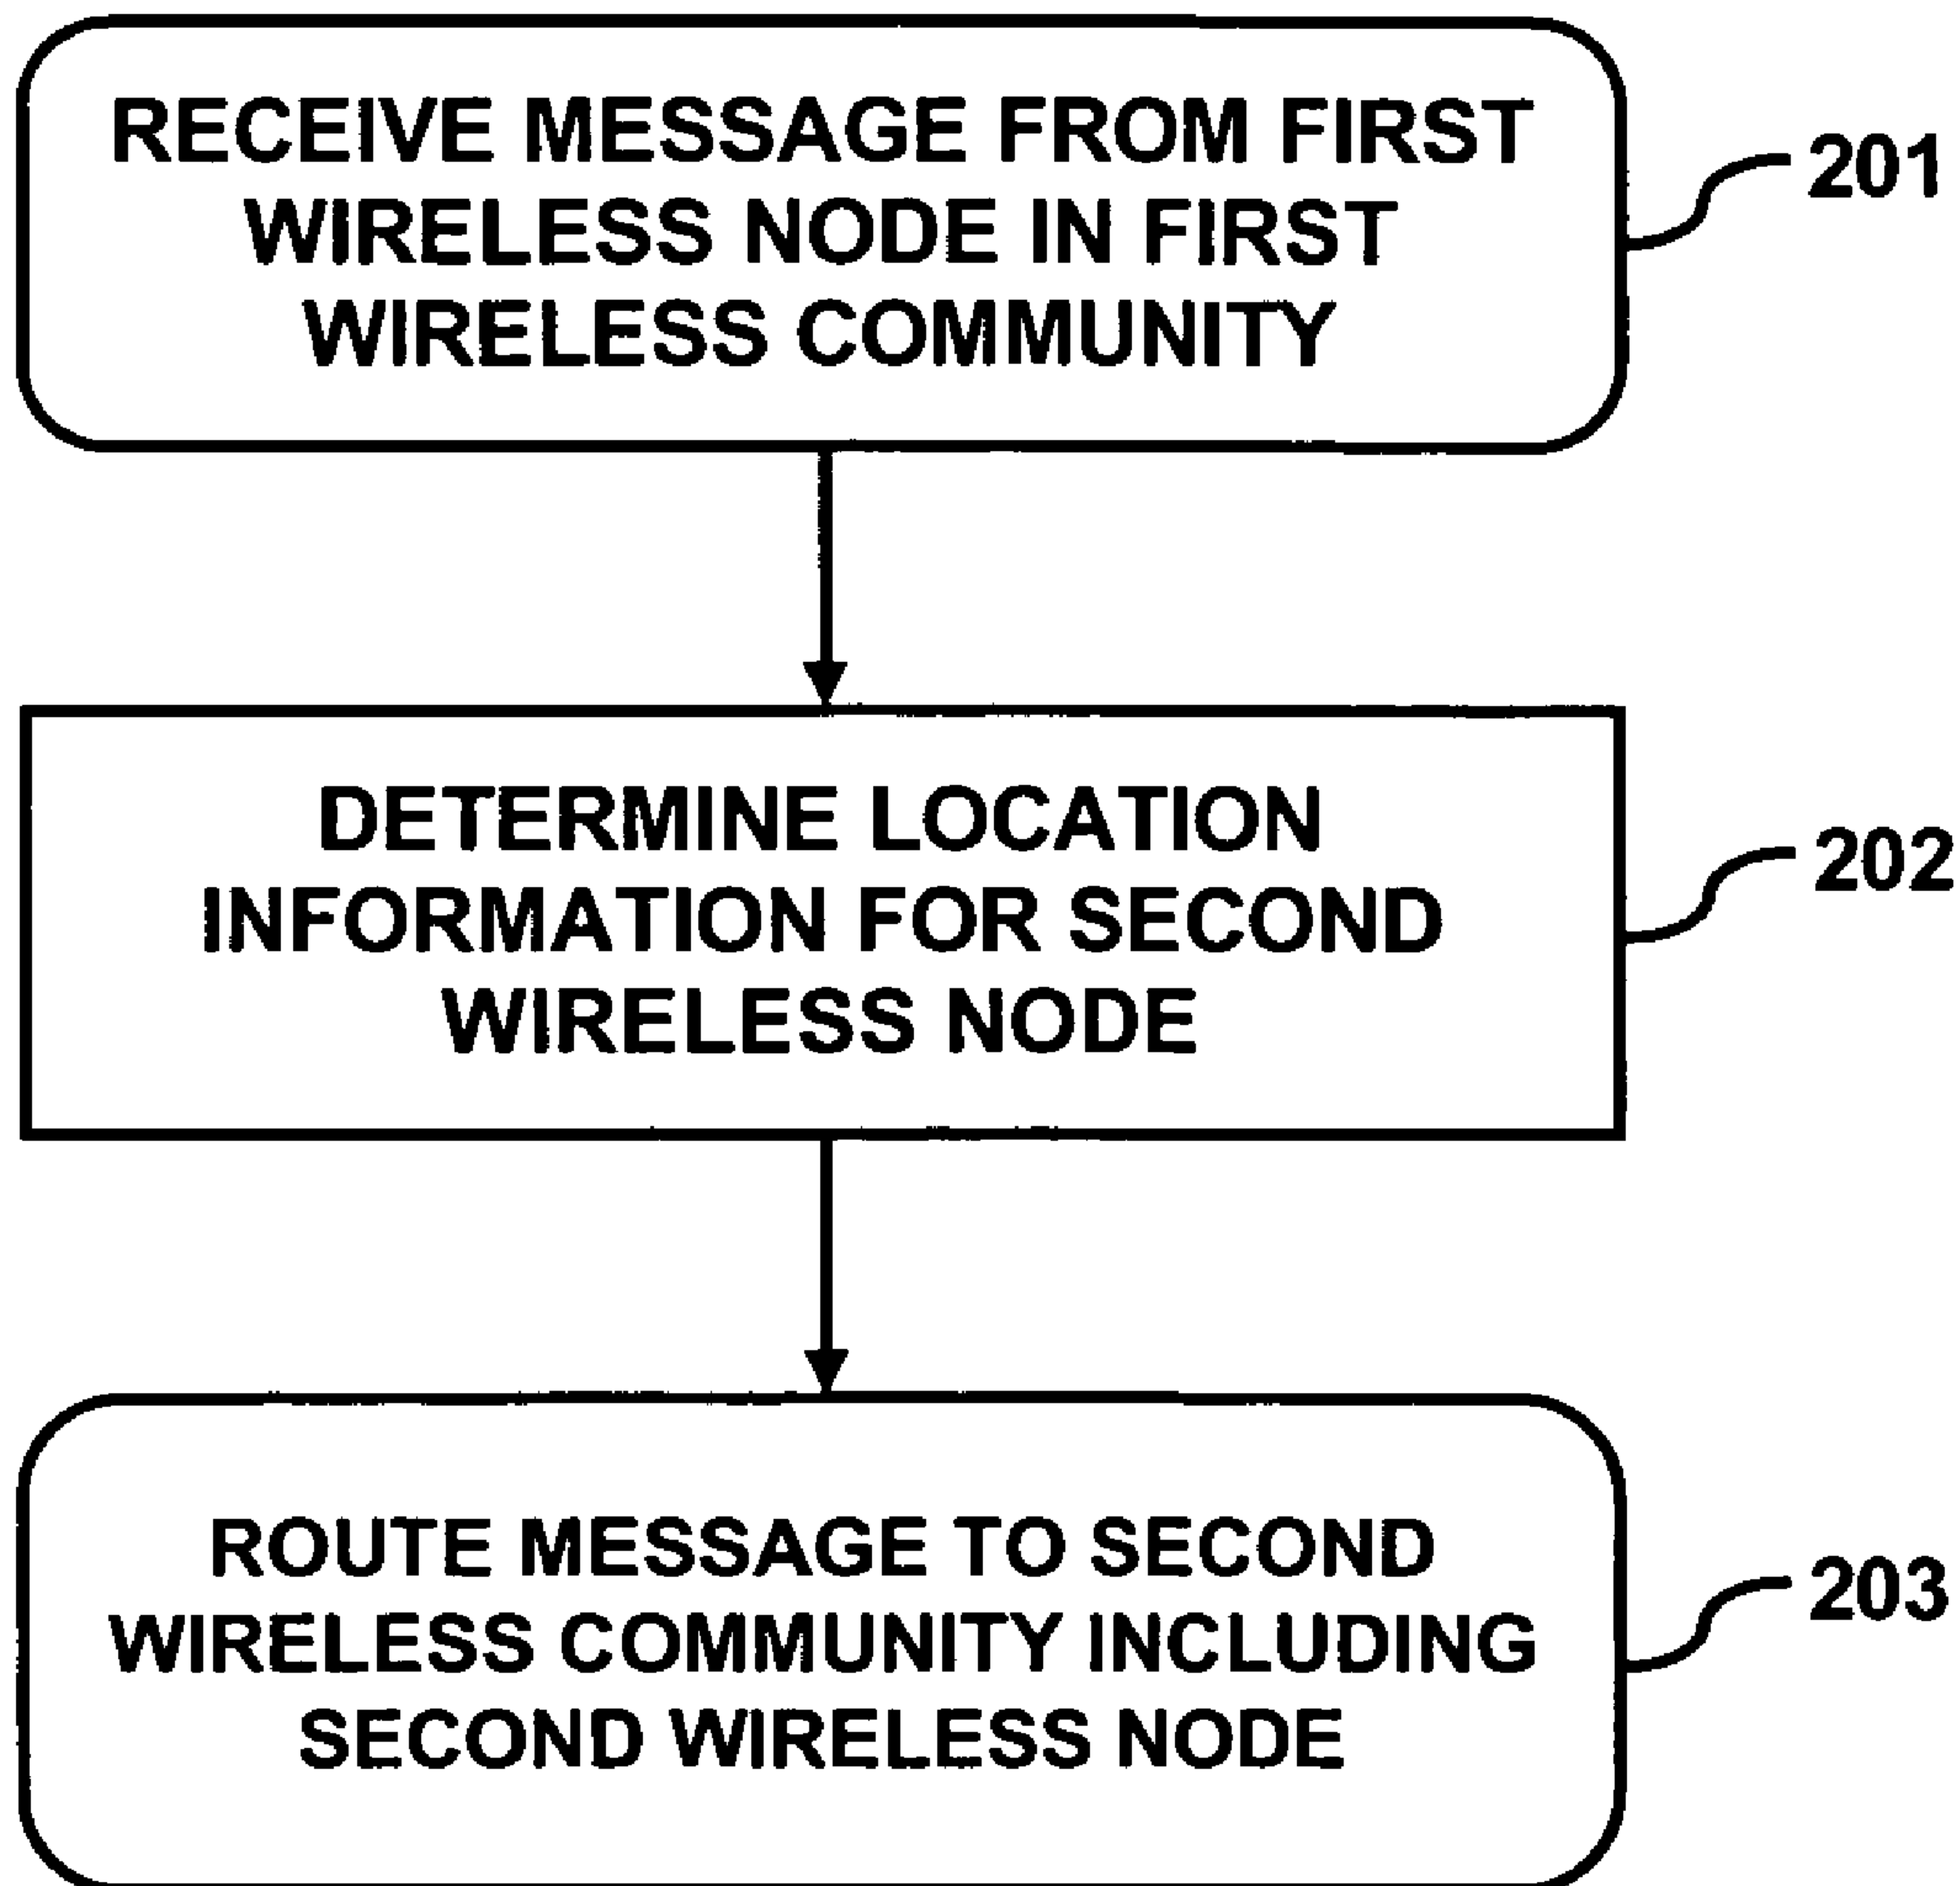 RECEIVE MESSAGE FROM FIRST
WIRELESS NODE IN FIRST
WIRELESS COMMUNITY
201
DETERMINE LOCATION
INFORMATION FOR SECOND
WIRELESS NODE
202
ROUTE MESSAGE TO SECOND
WIRELESS COMMUNITY INCLUDING
SECOND WIRELESS NODE
203